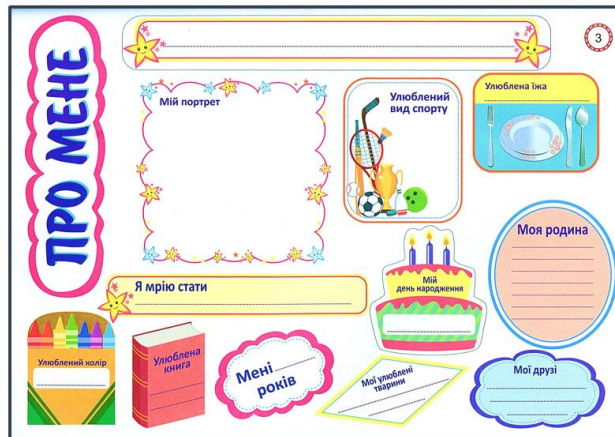 ПРО МЕНЕ
3
Мій портрет
Улюблений
вид спорту
Улюблена їжа
Моя родина
Мій
день народження
Я мрію стати
Улюблений колір
Улюблена
книга
Мені
років
Мої улюблені
тварини
Мої друзі